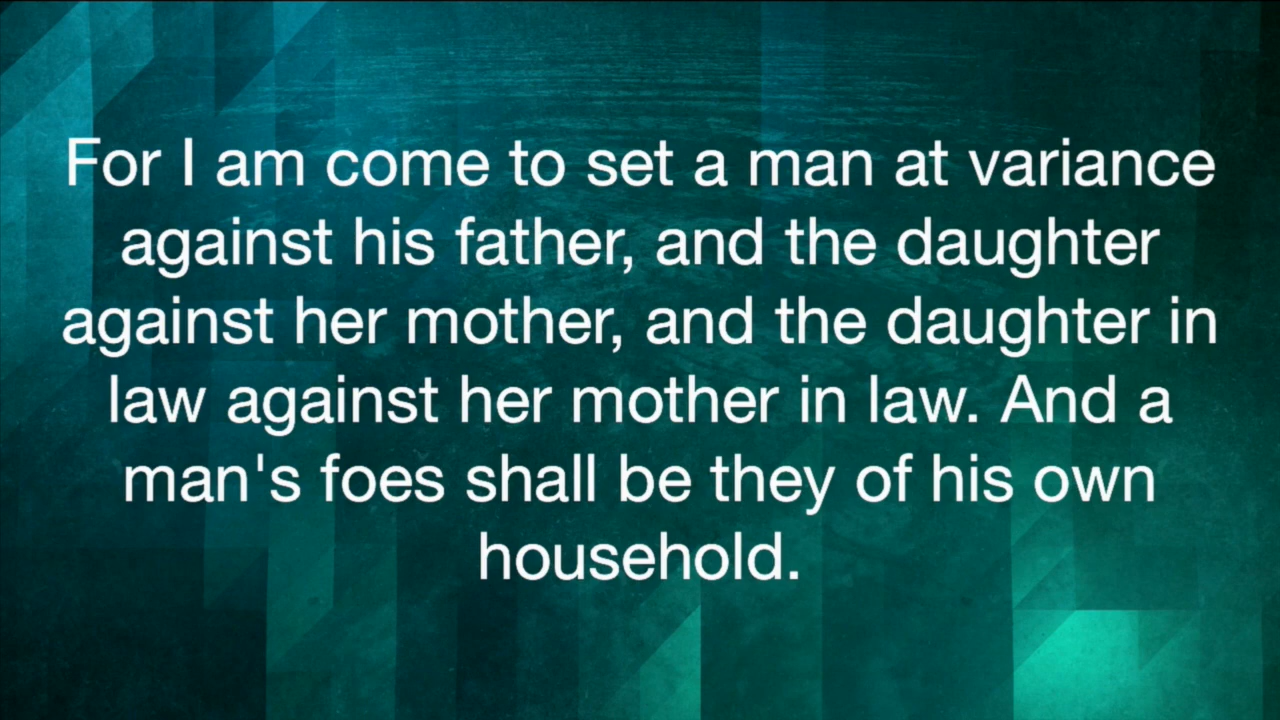 For I am come to set a man at variance
against his father, and the daughter
against her mother, and the daughter in
law against her mother in law. And a
man's foes shall be they of his own
household.